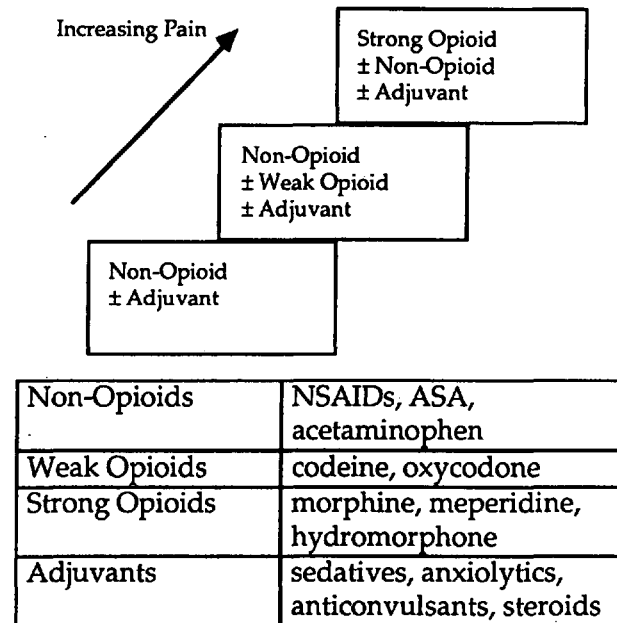 Increasing Pain
Strong Opioid
± Non-Opioid
± Adjuvant
Non-Opioid
± Weak Opioid
± Adjuvant
Non-Opioid
± Adjuvant
Non-Opioids
NSAIDs, ASA,
acetaminophen
Weak Opioids
codeine, oxycodone
Strong Opioids
morphine, meperidine,
hydromorphone
Adjuvants
sedatives, anxiolytics,
anticonvulsants, steroids